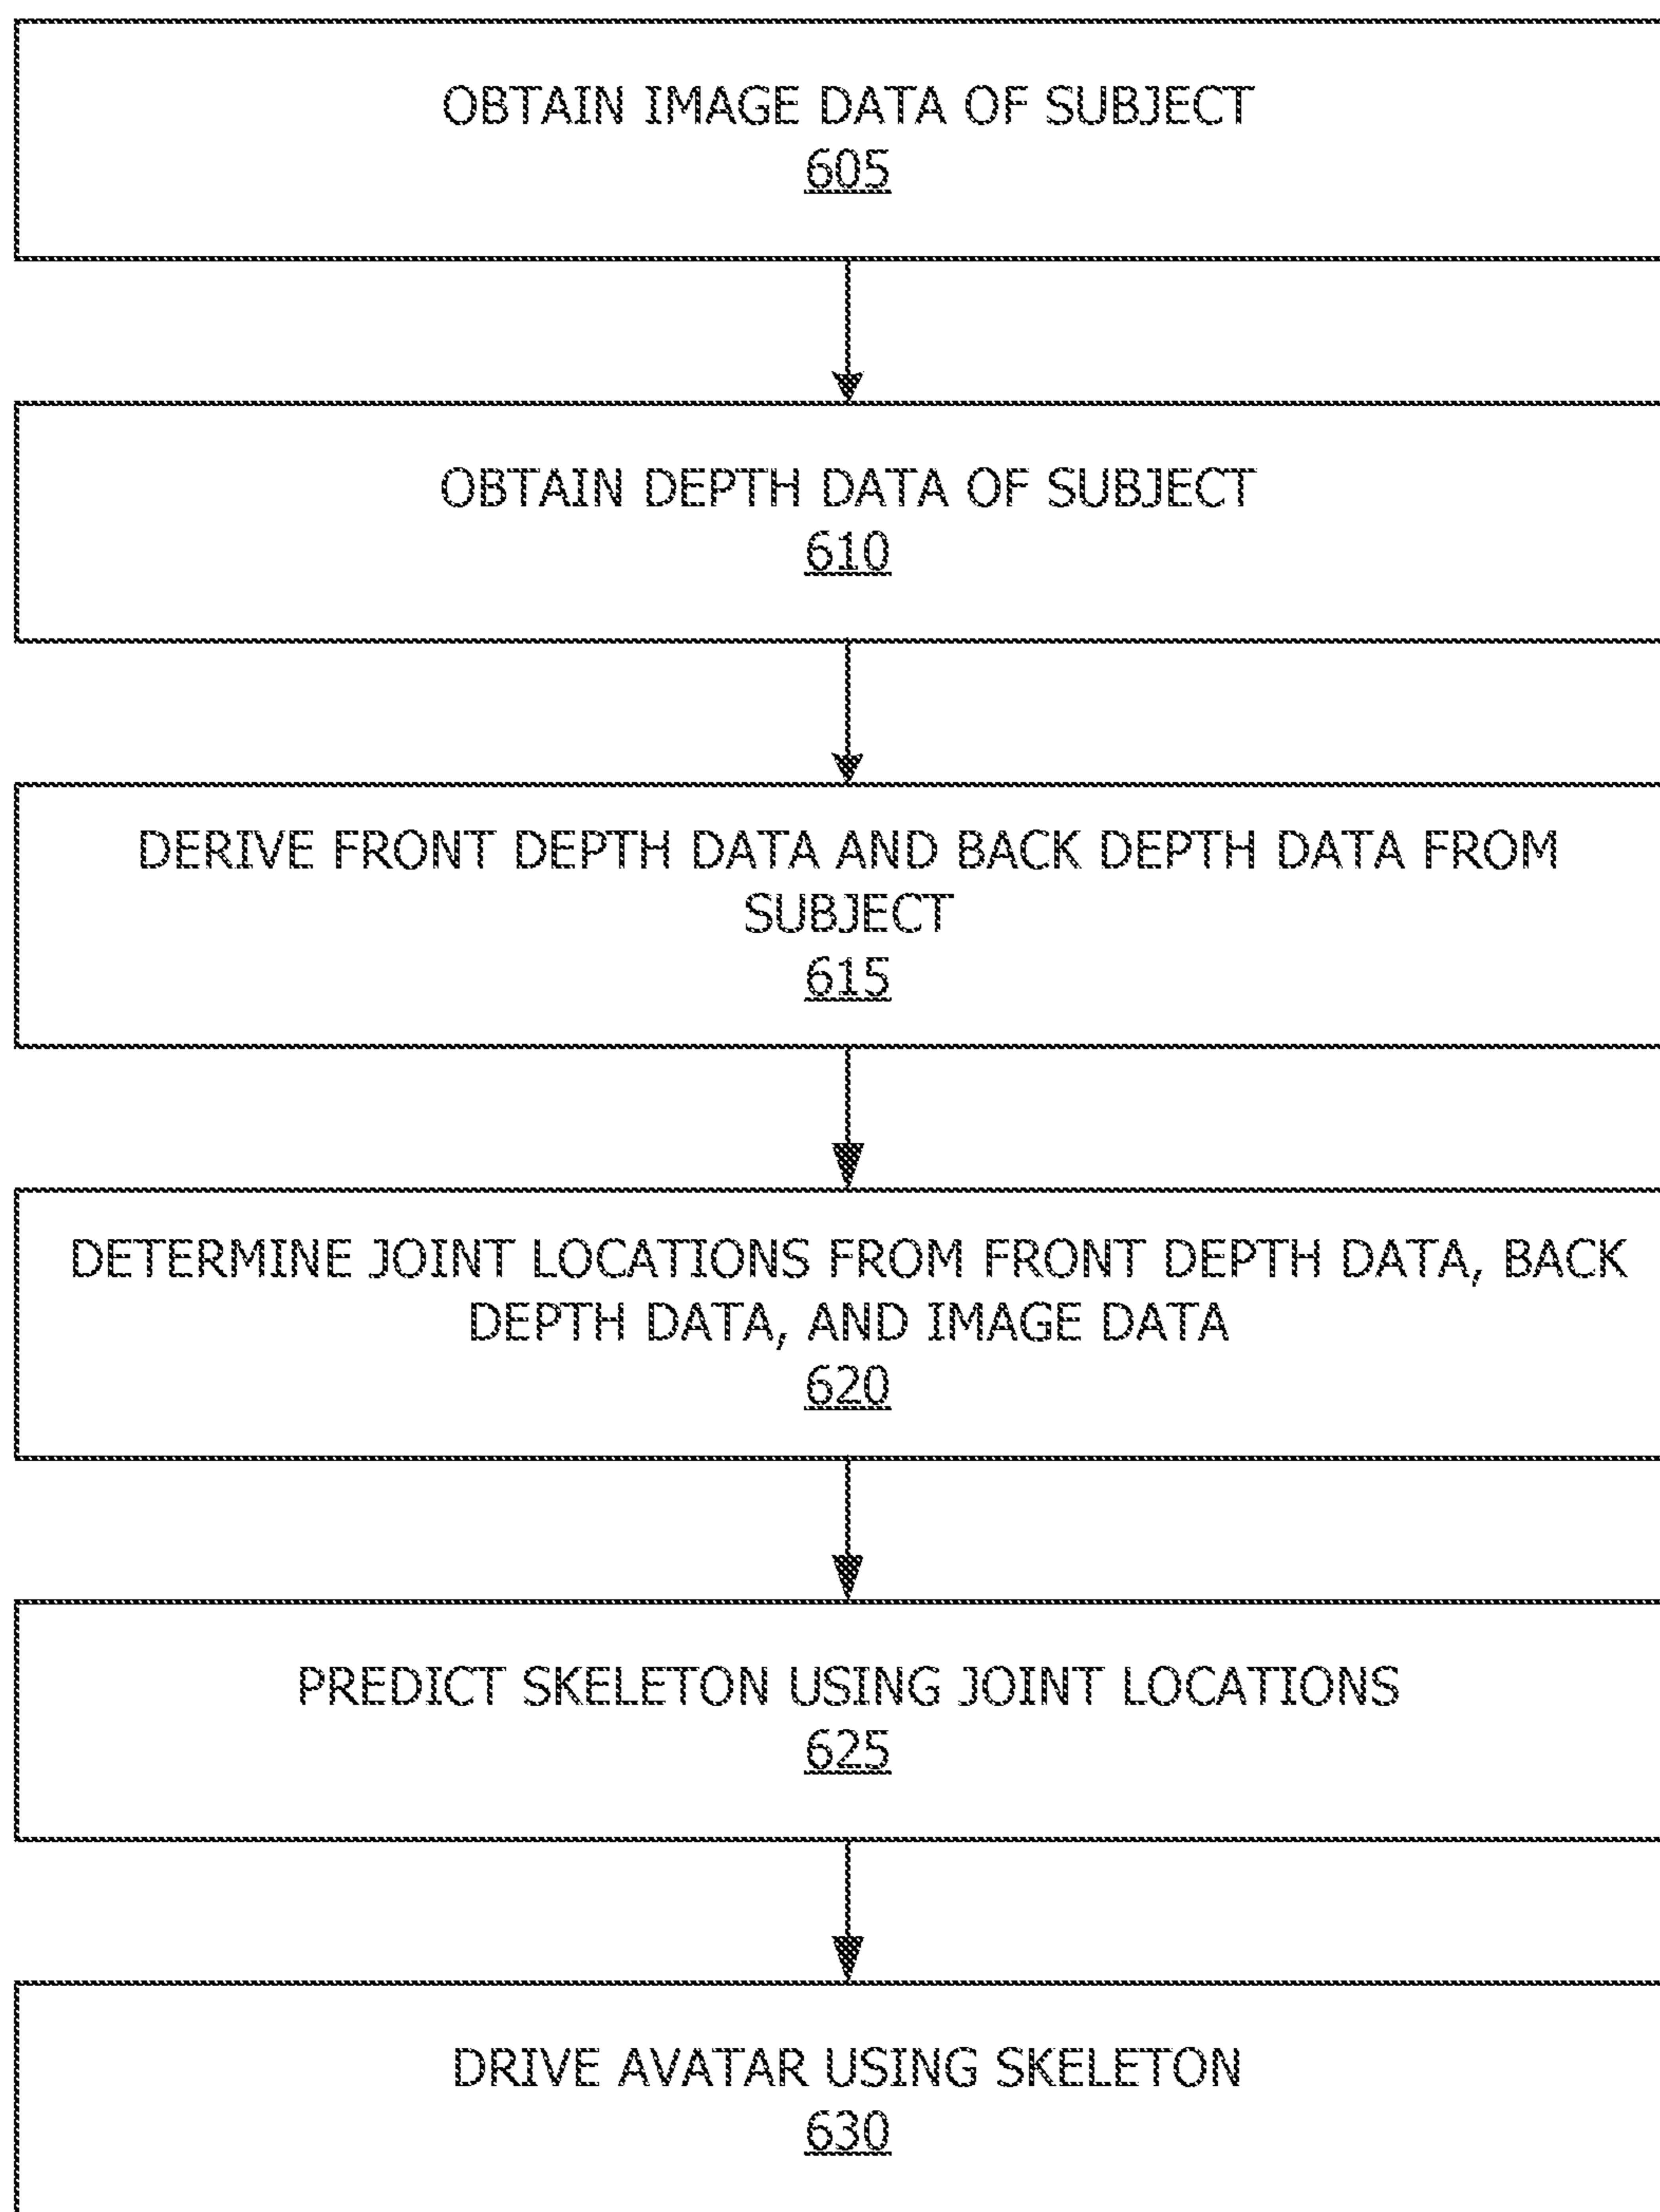 OBTAIN IMAGE DATA OF SUBJECT
605
OBTAIN DEPTH DATA OF SUBJECT
610
DERIVE FRONT DEPTH DATA AND BACK DEPTH DATA FROM
SUBJECT
615
DETERMINE JOINT LOCATIONS FROM FRONT DEPTH DATA, BACK
DEPTH DATA, AND IMAGE DATA
620
PREDICT SKELETON USING JOINT LOCATIONS
625
DRIVE AVATAR USING SKELETON
630